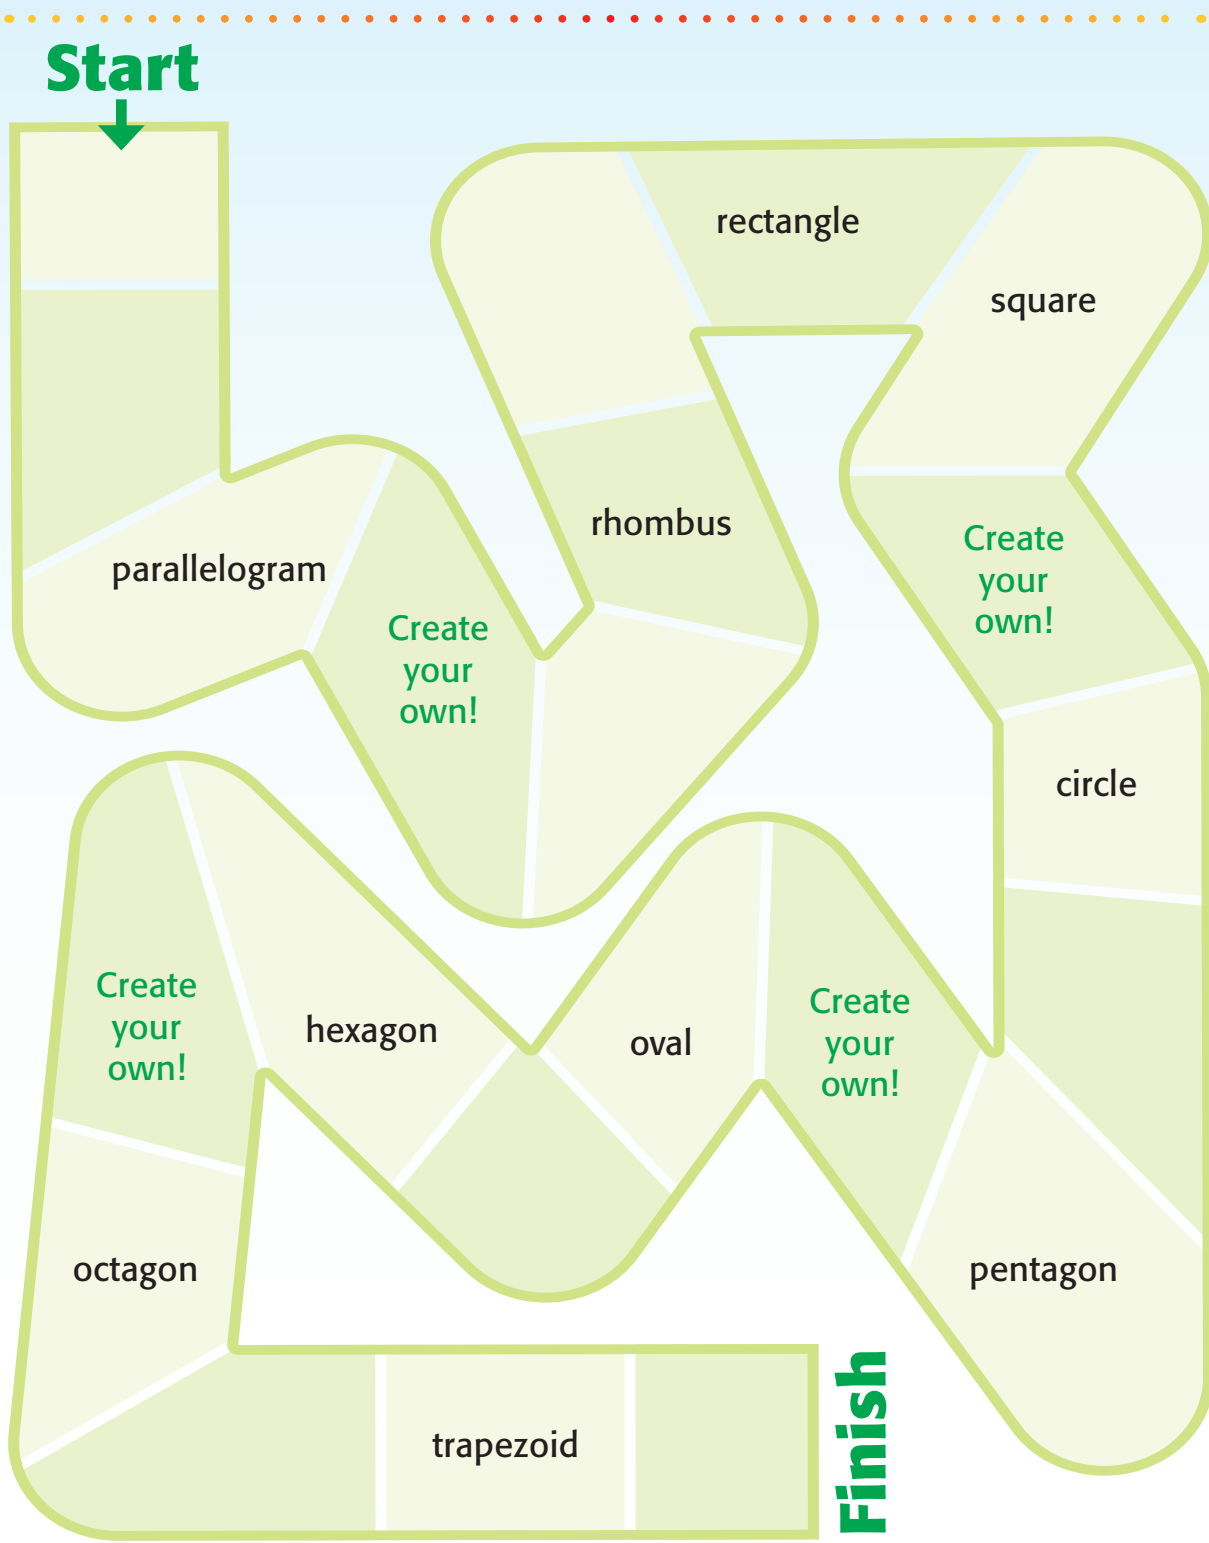 Start
parallelogram
Create
your
own!
rhombus
rectangle
square
Create
your
own!
circle
pentagon
Create
your
own!
oval
hexagon
Create
your
own!
octagon
trapezoid
Finish